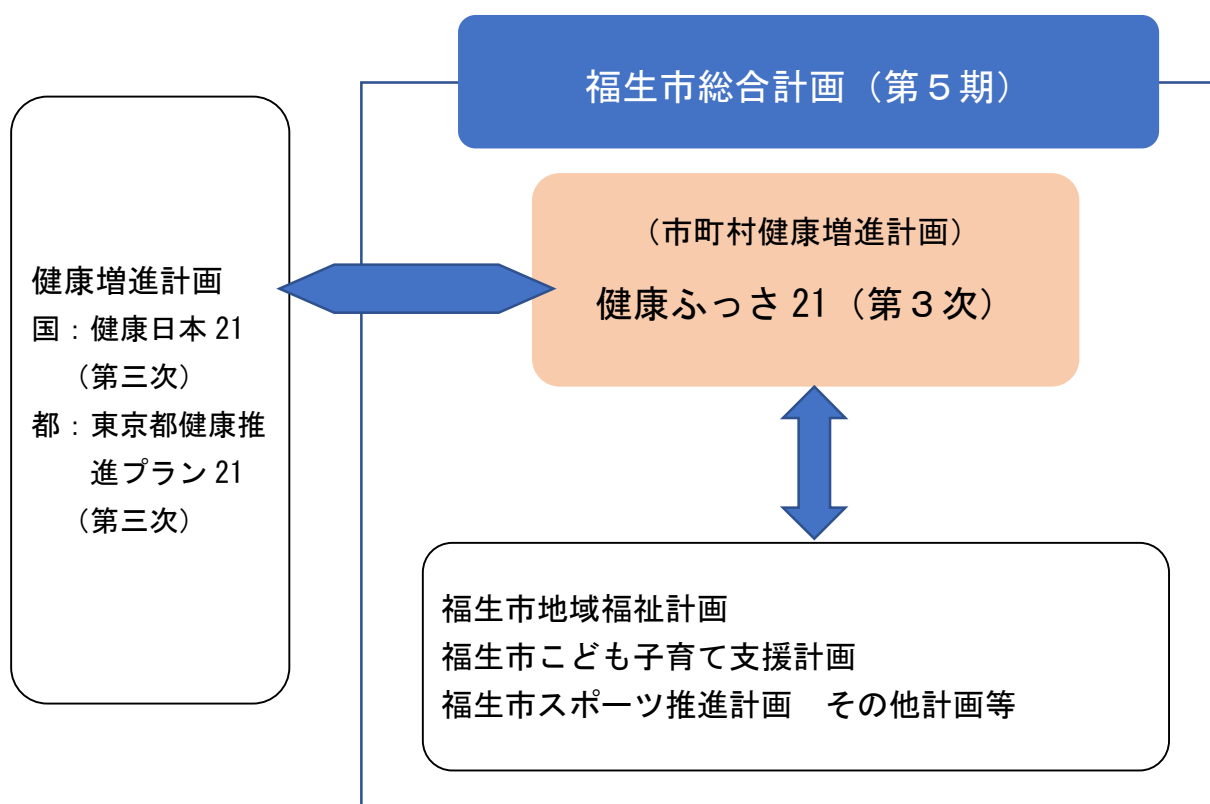 福生市総合計画（第５期）
（市町村健康増進計画）
健康ふっさ 21（第３次）
健康増進計画
国：健康日本 21
（第三次）
都：東京都健康推
進プラン 21
（第三次）
福生市地域福祉計画
福生市こども子育て支援計画
福生市スポーツ推進計画　その他計画等